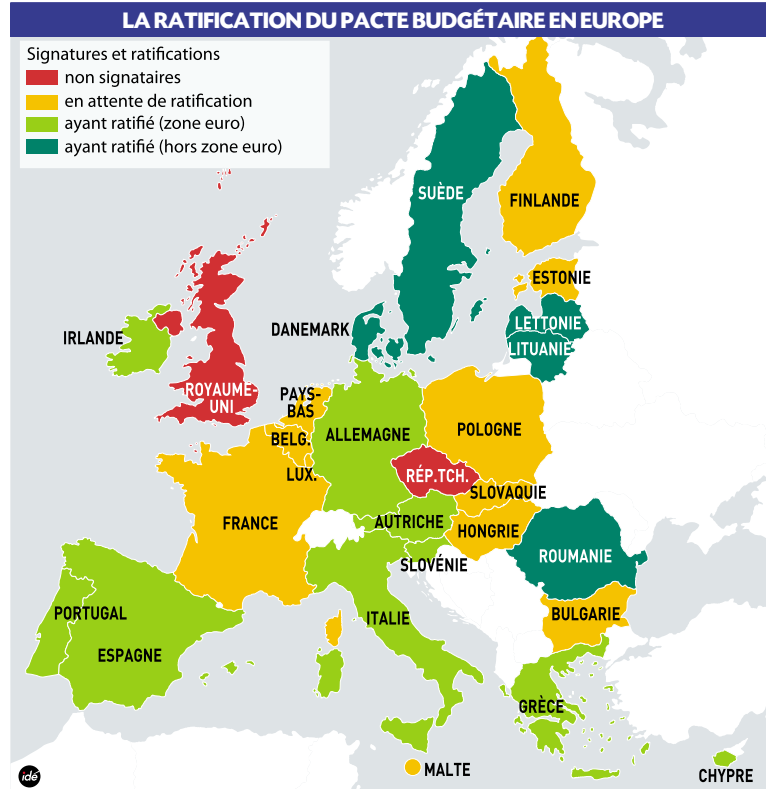 LA RATIFICATION DU PACTE BUDGÉTAIRE EN EUROPE
Signatures et ratifications
non signataires
en attente de ratification
ayant ratifié (zone euro)
ayant ratifié (hors zone euro)
SUÈDE
FINLANDE
ESTONIE
LETTONIE
LITUANIE
DANEMARK
IRLANDE
ROYAUME-
UNI
PAYS-
BAS
BELG.
LUX.
ALLEMAGNE
POLOGNE
RÉP.TCH.
SLOVAQUIE
AUTRICHE
HONGRIE
FRANCE
SLOVÉNIE
ROUMANIE
PORTUGAL
ITALIE
BULGARIE
ESPAGNE
GRÈCE
MALTE
CHYPRE
idé